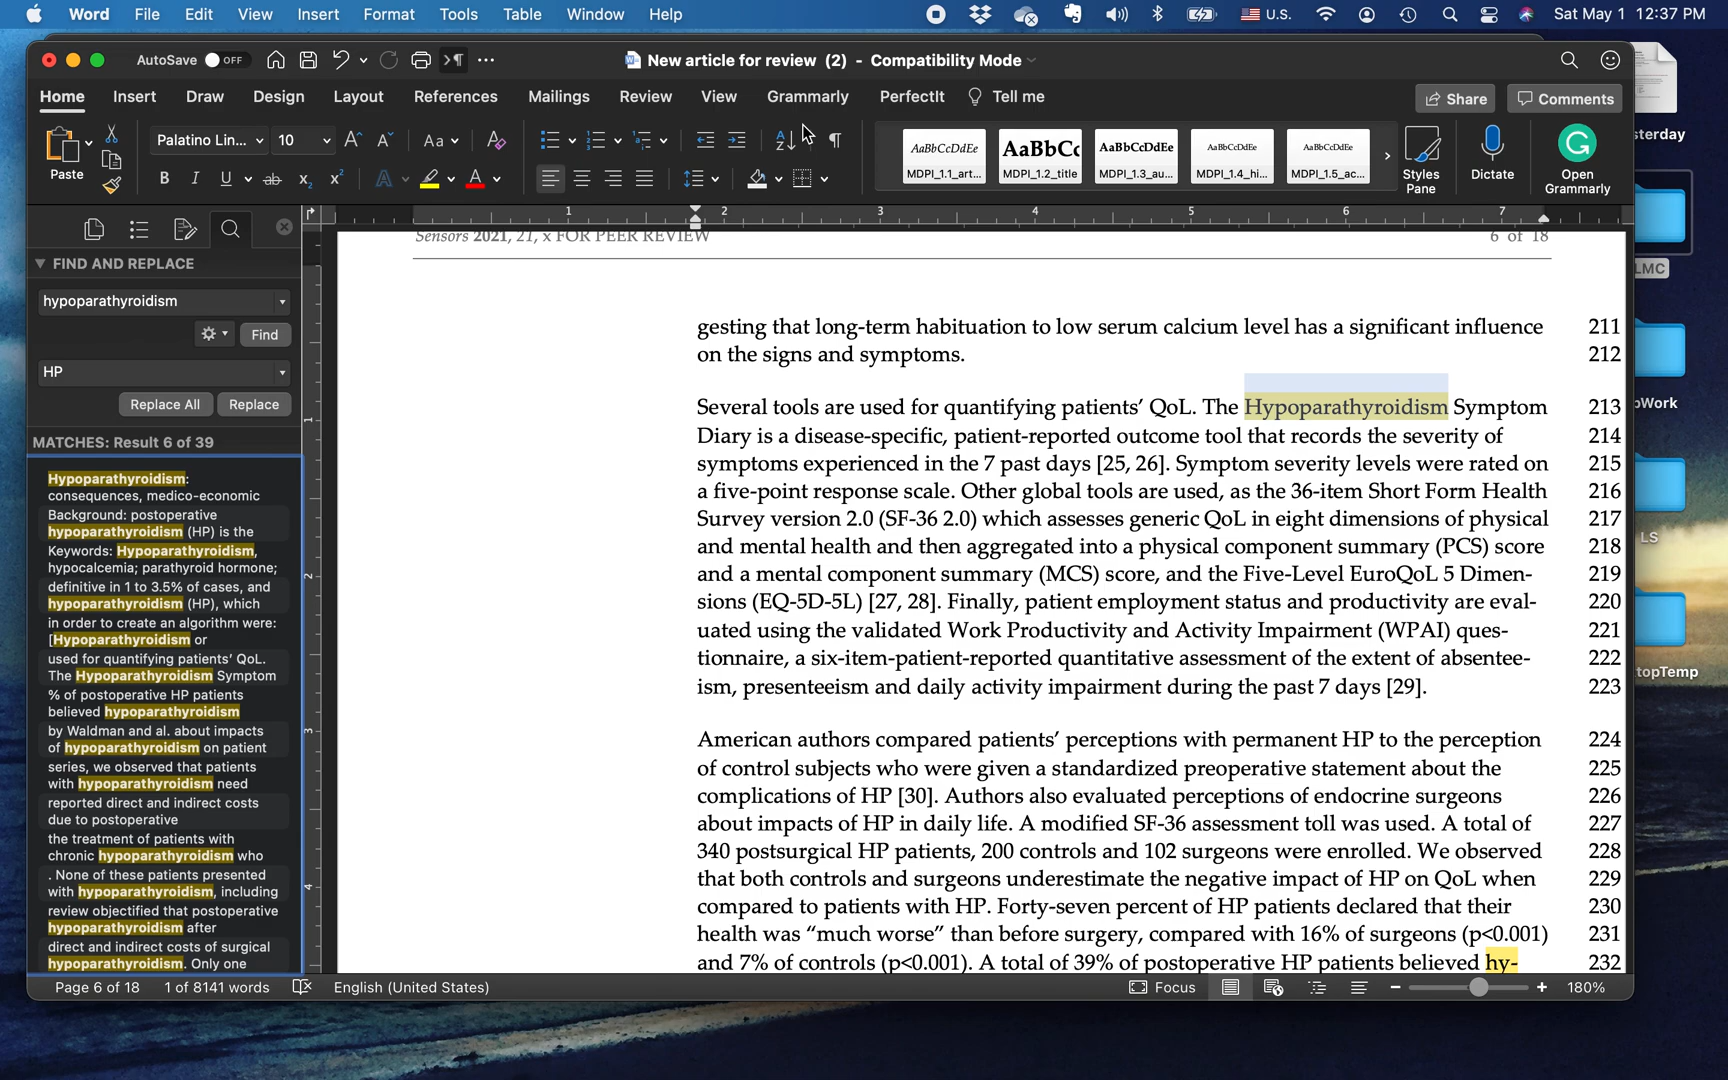 Word File Edit View Insert Format Tools Table Window Help U.S. Sat May 1 12:37 PM
AutoSave OFF New article for review (2) - Compatibility Mode
Home Insert Draw Design Layout References Mailings Review View Grammarly PerfectIt Tell me Share Comments
Paste Palatino Lin... 10 Aa
B I U ab x₂ x² A A
AaBbCcDdEe AaBbCc AaBbCcDdEe AaBbCcDdEe AaBbCcDdEe
MDPI_1.1_art... MDPI_1.2_title MDPI_1.3_au... MDPI_1.4_hi... MDPI_1.5_ac...
Styles Pane
Dictate
Open Grammarly
sterday
LMC
pWork
LS
topTemp
FIND AND REPLACE
hypoparathyroidism
Find
HP
Replace All Replace
MATCHES: Result 6 of 39
Hypoparathyroidism:
consequences, medico-economic
Background: postoperative
hypoparathyroidism (HP) is the
Keywords: Hypoparathyroidism,
hypocalcemia; parathyroid hormone;
definitive in 1 to 3.5% of cases, and
hypoparathyroidism (HP), which
in order to create an algorithm were:
[Hypoparathyroidism or
used for quantifying patients' QoL.
The Hypoparathyroidism Symptom
% of postoperative HP patients
believed hypoparathyroidism
by Waldman and al. about impacts
of hypoparathyroidism on patient
series, we observed that patients
with hypoparathyroidism need
reported direct and indirect costs
due to postoperative
the treatment of patients with
chronic hypoparathyroidism who
. None of these patients presented
with hypoparathyroidism, including
review objectified that postoperative
hypoparathyroidism after
direct and indirect costs of surgical
hypoparathyroidism. Only one
1 2 3 4 5 6 7
1
2
3
4
Sensors 2021, 21, x FOR PEER REVIEW 6 of 18
gesting that long-term habituation to low serum calcium level has a significant influence 211
on the signs and symptoms. 212
Several tools are used for quantifying patients' QoL. The Hypoparathyroidism Symptom 213
Diary is a disease-specific, patient-reported outcome tool that records the severity of 214
symptoms experienced in the 7 past days [25, 26]. Symptom severity levels were rated on 215
a five-point response scale. Other global tools are used, as the 36-item Short Form Health 216
Survey version 2.0 (SF-36 2.0) which assesses generic QoL in eight dimensions of physical 217
and mental health and then aggregated into a physical component summary (PCS) score 218
and a mental component summary (MCS) score, and the Five-Level EuroQoL 5 Dimen- 219
sions (EQ-5D-5L) [27, 28]. Finally, patient employment status and productivity are eval- 220
uated using the validated Work Productivity and Activity Impairment (WPAI) ques- 221
tionnaire, a six-item-patient-reported quantitative assessment of the extent of absentee- 222
ism, presenteeism and daily activity impairment during the past 7 days [29]. 223
American authors compared patients' perceptions with permanent HP to the perception 224
of control subjects who were given a standardized preoperative statement about the 225
complications of HP [30]. Authors also evaluated perceptions of endocrine surgeons 226
about impacts of HP in daily life. A modified SF-36 assessment toll was used. A total of 227
340 postsurgical HP patients, 200 controls and 102 surgeons were enrolled. We observed 228
that both controls and surgeons underestimate the negative impact of HP on QoL when 229
compared to patients with HP. Forty-seven percent of HP patients declared that their 230
health was "much worse" than before surgery, compared with 16% of surgeons (p<0.001) 231
and 7% of controls (p<0.001). A total of 39% of postoperative HP patients believed hy- 232
Page 6 of 18 1 of 8141 words English (United States) Focus 180%